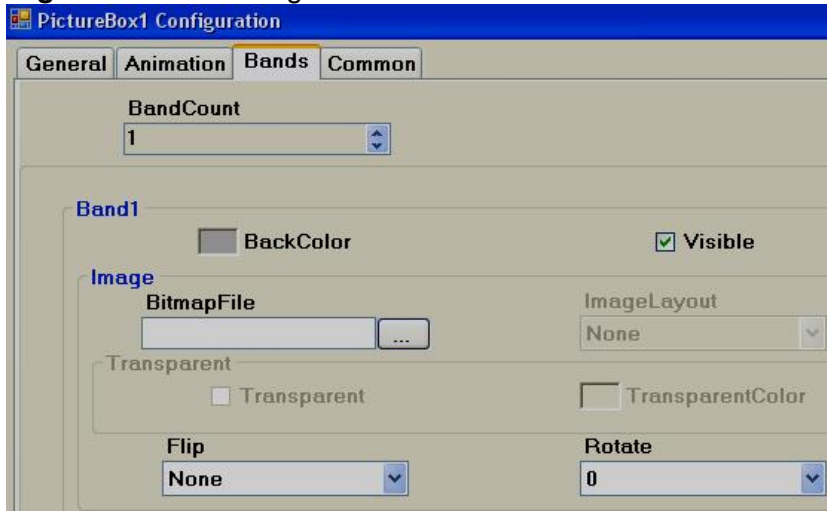 PictureBox1 Configuration
General Animation Bands Common
BandCount
1
Band1
BackColor Visible
Image
BitmapFile ImageLayout
... None
Transparent
Transparent TransparentColor
Flip Rotate
None 0